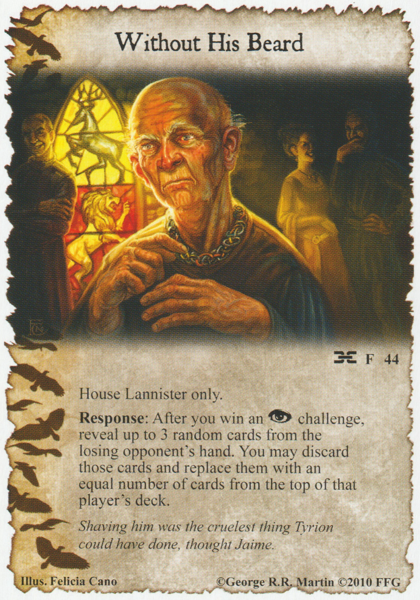 Without His Beard
F 44
House Lannister only.
Response: After you win an challenge,
reveal up to 3 random cards from the
losing opponent's hand. You may discard
those cards and replace them with an
equal number of cards from the top of that
player's deck.
Shaving him was the cruelest thing Tyrion
could have done, thought Jaime.
Illus. Felicia Cano ©George R.R. Martin ©2010 FFG